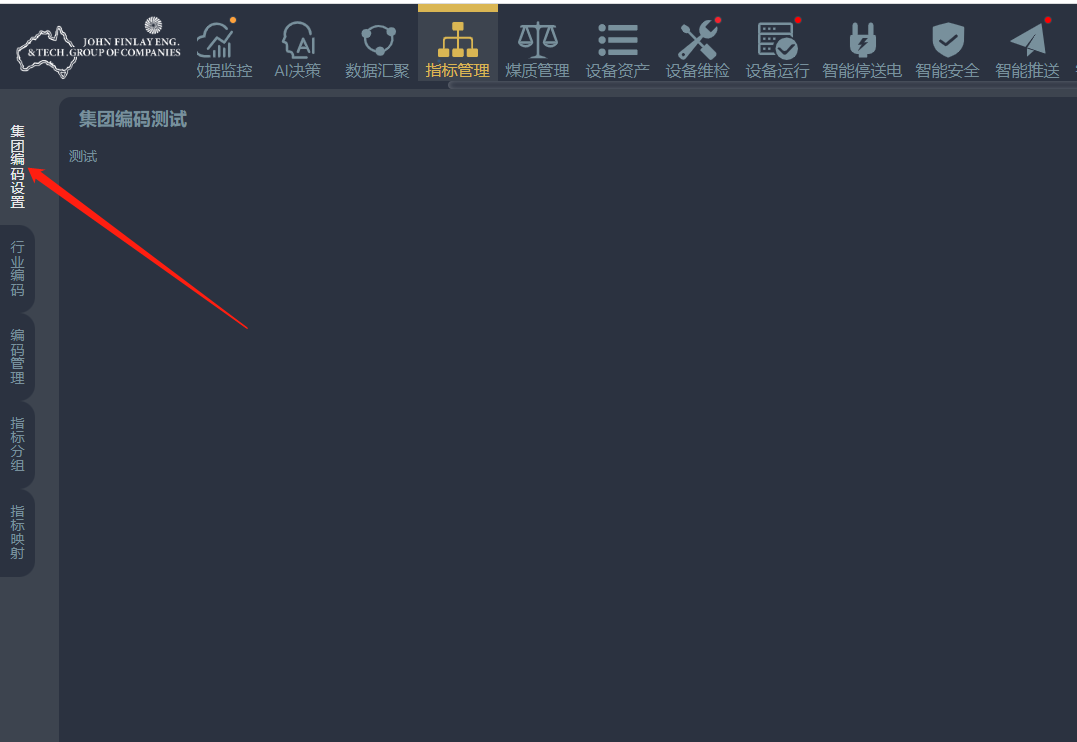 JOHN FINLAY ENG.
& TECH. GROUP OF COMPANIES
数据监控
AI决策
数据汇聚
指标管理
煤质管理
设备资产
设备维检
设备运行
智能停送电
智能安全
智能推送
集团编码设置
行业编码
编码管理
指标分组
指标映射
集团编码测试
测试